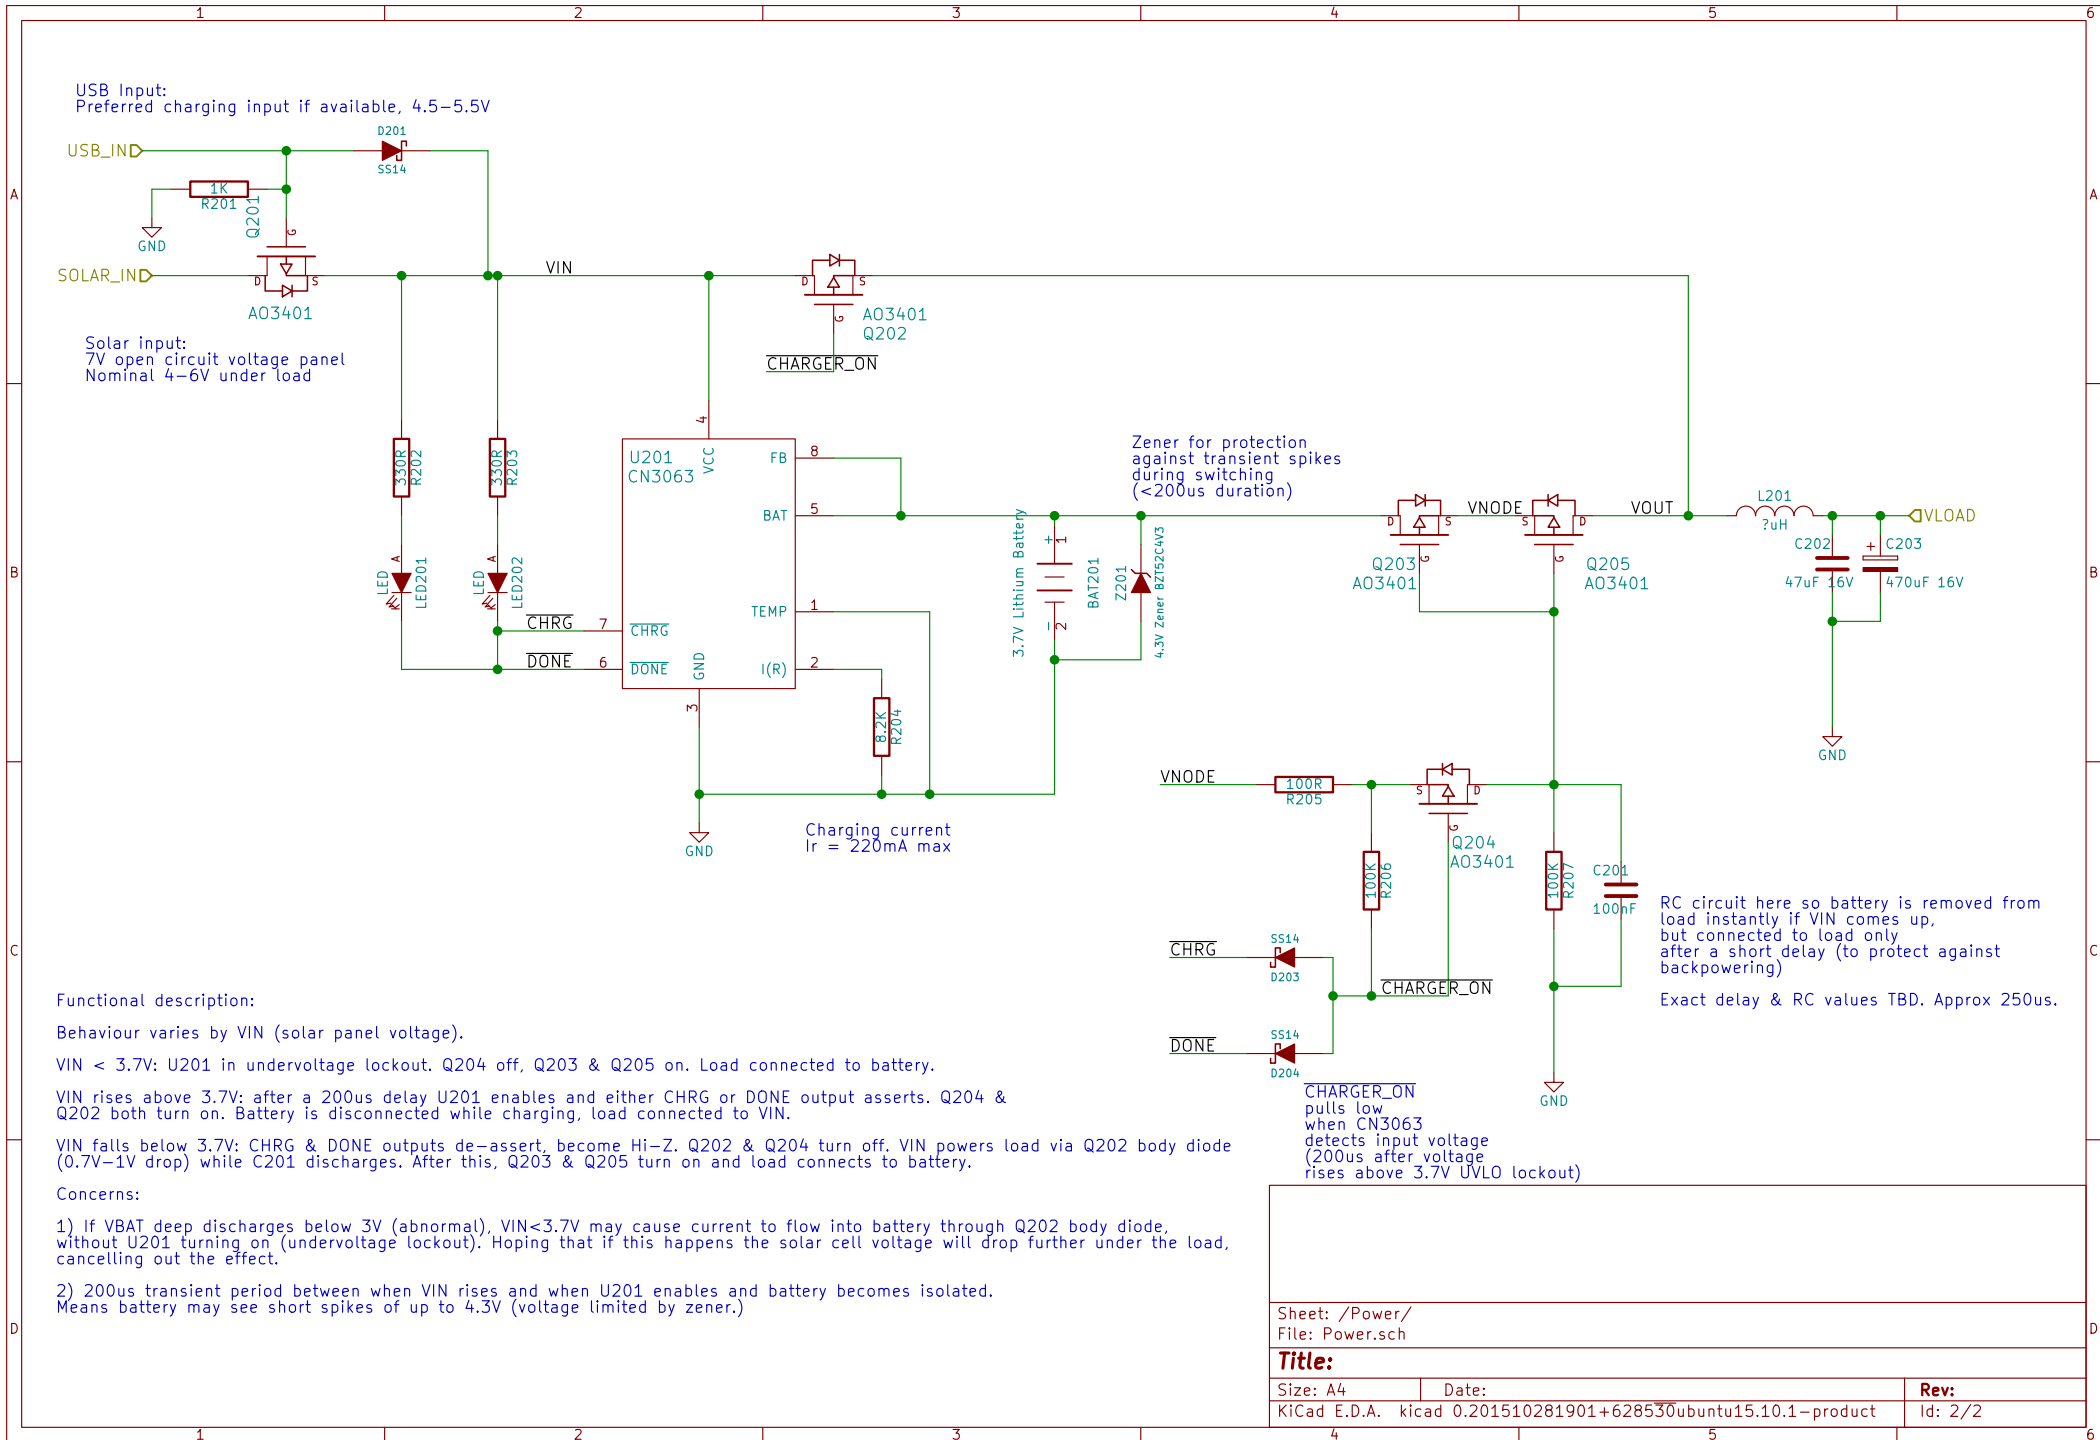 1 2 3 4 5 6
USB Input:
Preferred charging input if available, 4.5-5.5V
D201
USB_IN
SS14
1K
R201
Q201
A
A
G
GND
SOLAR_IN
D
S
VIN
D
S
AO3401
G
AO3401
Q202
Solar input:
7V open circuit voltage panel
Nominal 4-6V under load
CHARGER_ON
4
330R
R202
330R
R203
U201
CN3063
VCC
FB
8
BAT
5
Zener for protection
against transient spikes
during switching
(<200us duration)
3.7V Lithium Battery
+
1
BAT201
-
2
Z201
4.3V Zener BZT52C4V3
D
S
VNODE
S
D
VOUT
L201
?uH
VLOAD
G
G
Q203
AO3401
Q205
AO3401
C202
47uF 16V
+
C203
470uF 16V
B
B
A
LED
K
LED201
A
LED
K
LED202
CHRG
7
CHRG
TEMP
1
DONE
6
DONE
GND
I(R)
2
3
8.2K
R204
GND
GND
Charging current
Ir = 220mA max
VNODE
100R
R205
S
D
G
Q204
AO3401
100K
R206
100K
R207
C201
100nF
RC circuit here so battery is removed from
load instantly if VIN comes up,
but connected to load only
after a short delay (to protect against
backpowering)
Exact delay & RC values TBD. Approx 250us.
C
C
CHRG
SS14
D203
CHARGER_ON
DONE
SS14
D204
GND
CHARGER_ON
pulls low
when CN3063
detects input voltage
(200us after voltage
rises above 3.7V UVLO lockout)
Functional description:
Behaviour varies by VIN (solar panel voltage).
VIN < 3.7V: U201 in undervoltage lockout. Q204 off, Q203 & Q205 on. Load connected to battery.
VIN rises above 3.7V: after a 200us delay U201 enables and either CHRG or DONE output asserts. Q204 &
Q202 both turn on. Battery is disconnected while charging, load connected to VIN.
VIN falls below 3.7V: CHRG & DONE outputs de-assert, become Hi-Z. Q202 & Q204 turn off. VIN powers load via Q202 body diode
(0.7V-1V drop) while C201 discharges. After this, Q203 & Q205 turn on and load connects to battery.
Concerns:
1) If VBAT deep discharges below 3V (abnormal), VIN<3.7V may cause current to flow into battery through Q202 body diode,
without U201 turning on (undervoltage lockout). Hoping that if this happens the solar cell voltage will drop further under the load,
cancelling out the effect.
2) 200us transient period between when VIN rises and when U201 enables and battery becomes isolated.
Means battery may see short spikes of up to 4.3V (voltage limited by zener.)
D
D
Sheet: /Power/
File: Power.sch
Title:
Size: A4
Date:
Rev:
KiCad E.D.A. kicad 0.201510281901+628530ubuntu15.10.1-product
Id: 2/2
1 2 3 4 5 6